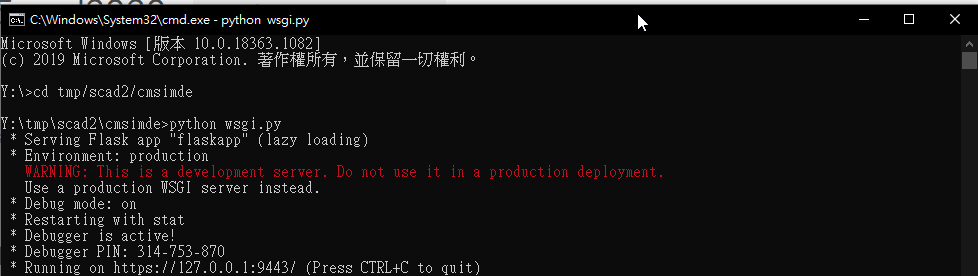 C:\Windows\System32\cmd.exe - python wsgi.py
Microsoft Windows [版本 10.0.18363.1082]
(c) 2019 Microsoft Corporation. 著作權所有，並保留一切權利。
Y:\>cd tmp/scad2/cmsimde
Y:\tmp\scad2\cmsimde>python wsgi.py
 * Serving Flask app "flaskapp" (lazy loading)
 * Environment: production
   WARNING: This is a development server. Do not use it in a production deployment.
   Use a production WSGI server instead.
 * Debug mode: on
 * Restarting with stat
 * Debugger is active!
 * Debugger PIN: 314-753-870
 * Running on https://127.0.0.1:9443/ (Press CTRL+C to quit)